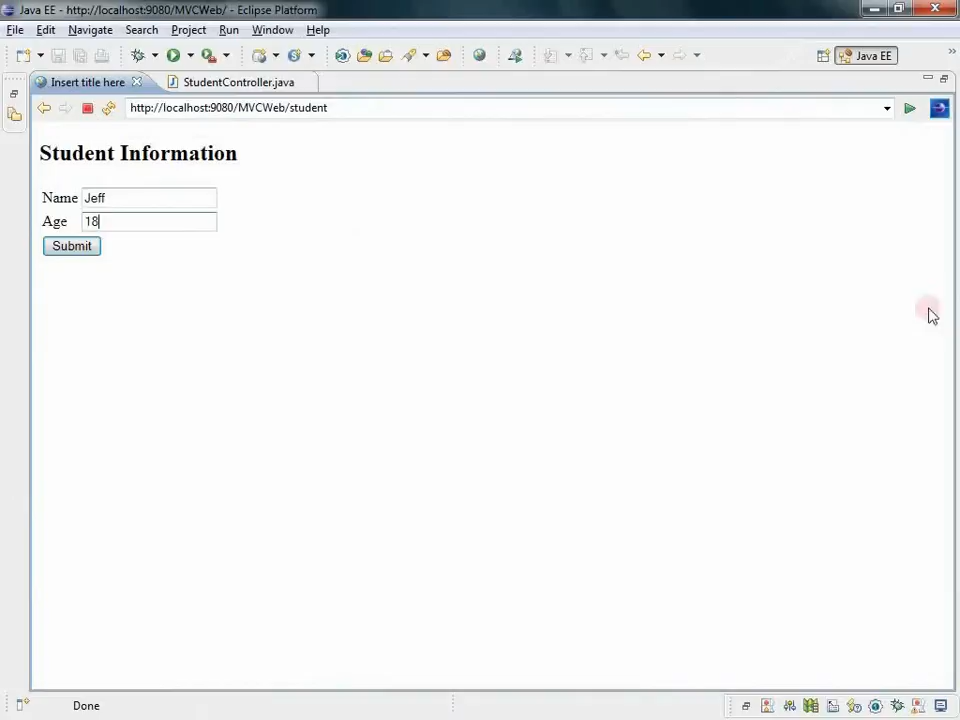 Java EE - http://localhost:9080/MVCWeb/ - Eclipse Platform
File Edit Navigate Search Project Run Window Help
Java EE
Insert title here StudentController.java
http://localhost:9080/MVCWeb/student
Student Information
Name Jeff
Age 18
Submit
Done